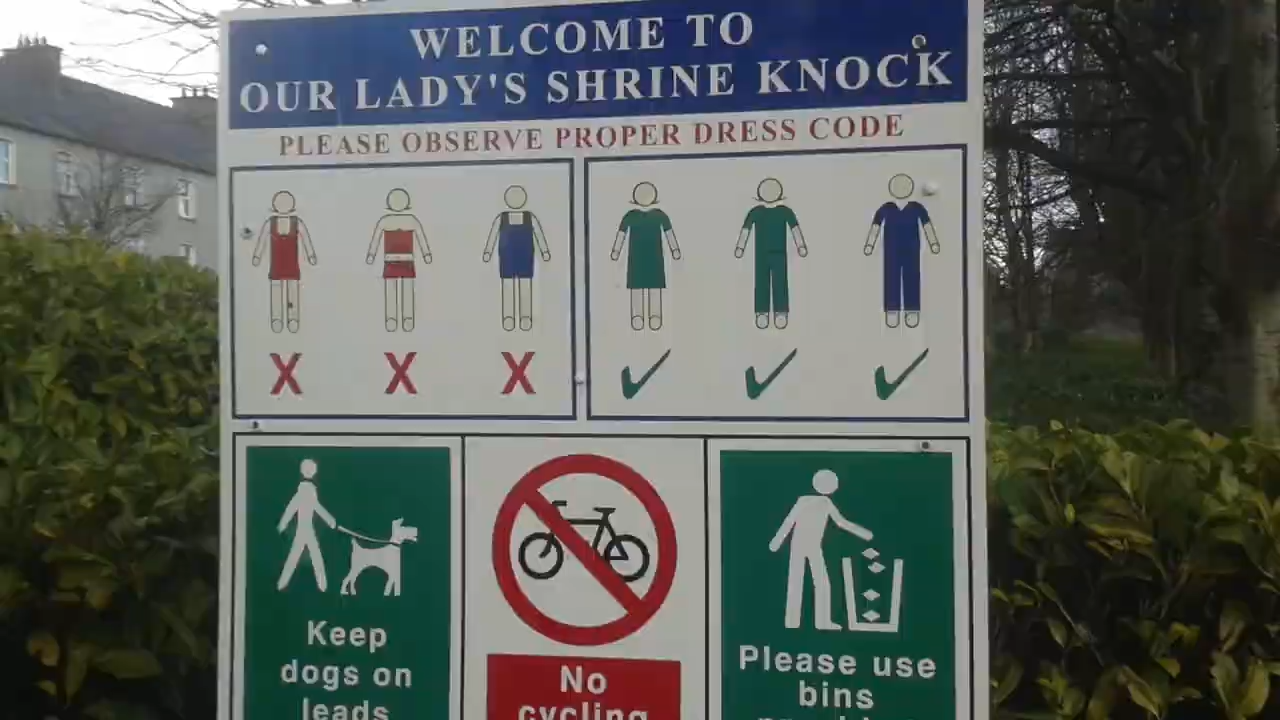 WELCOME TO
OUR LADY'S SHRINE KNOCK
PLEASE OBSERVE PROPER DRESS CODE
X X X
Keep
dogs on
leads
No
cycling
Please use
bins